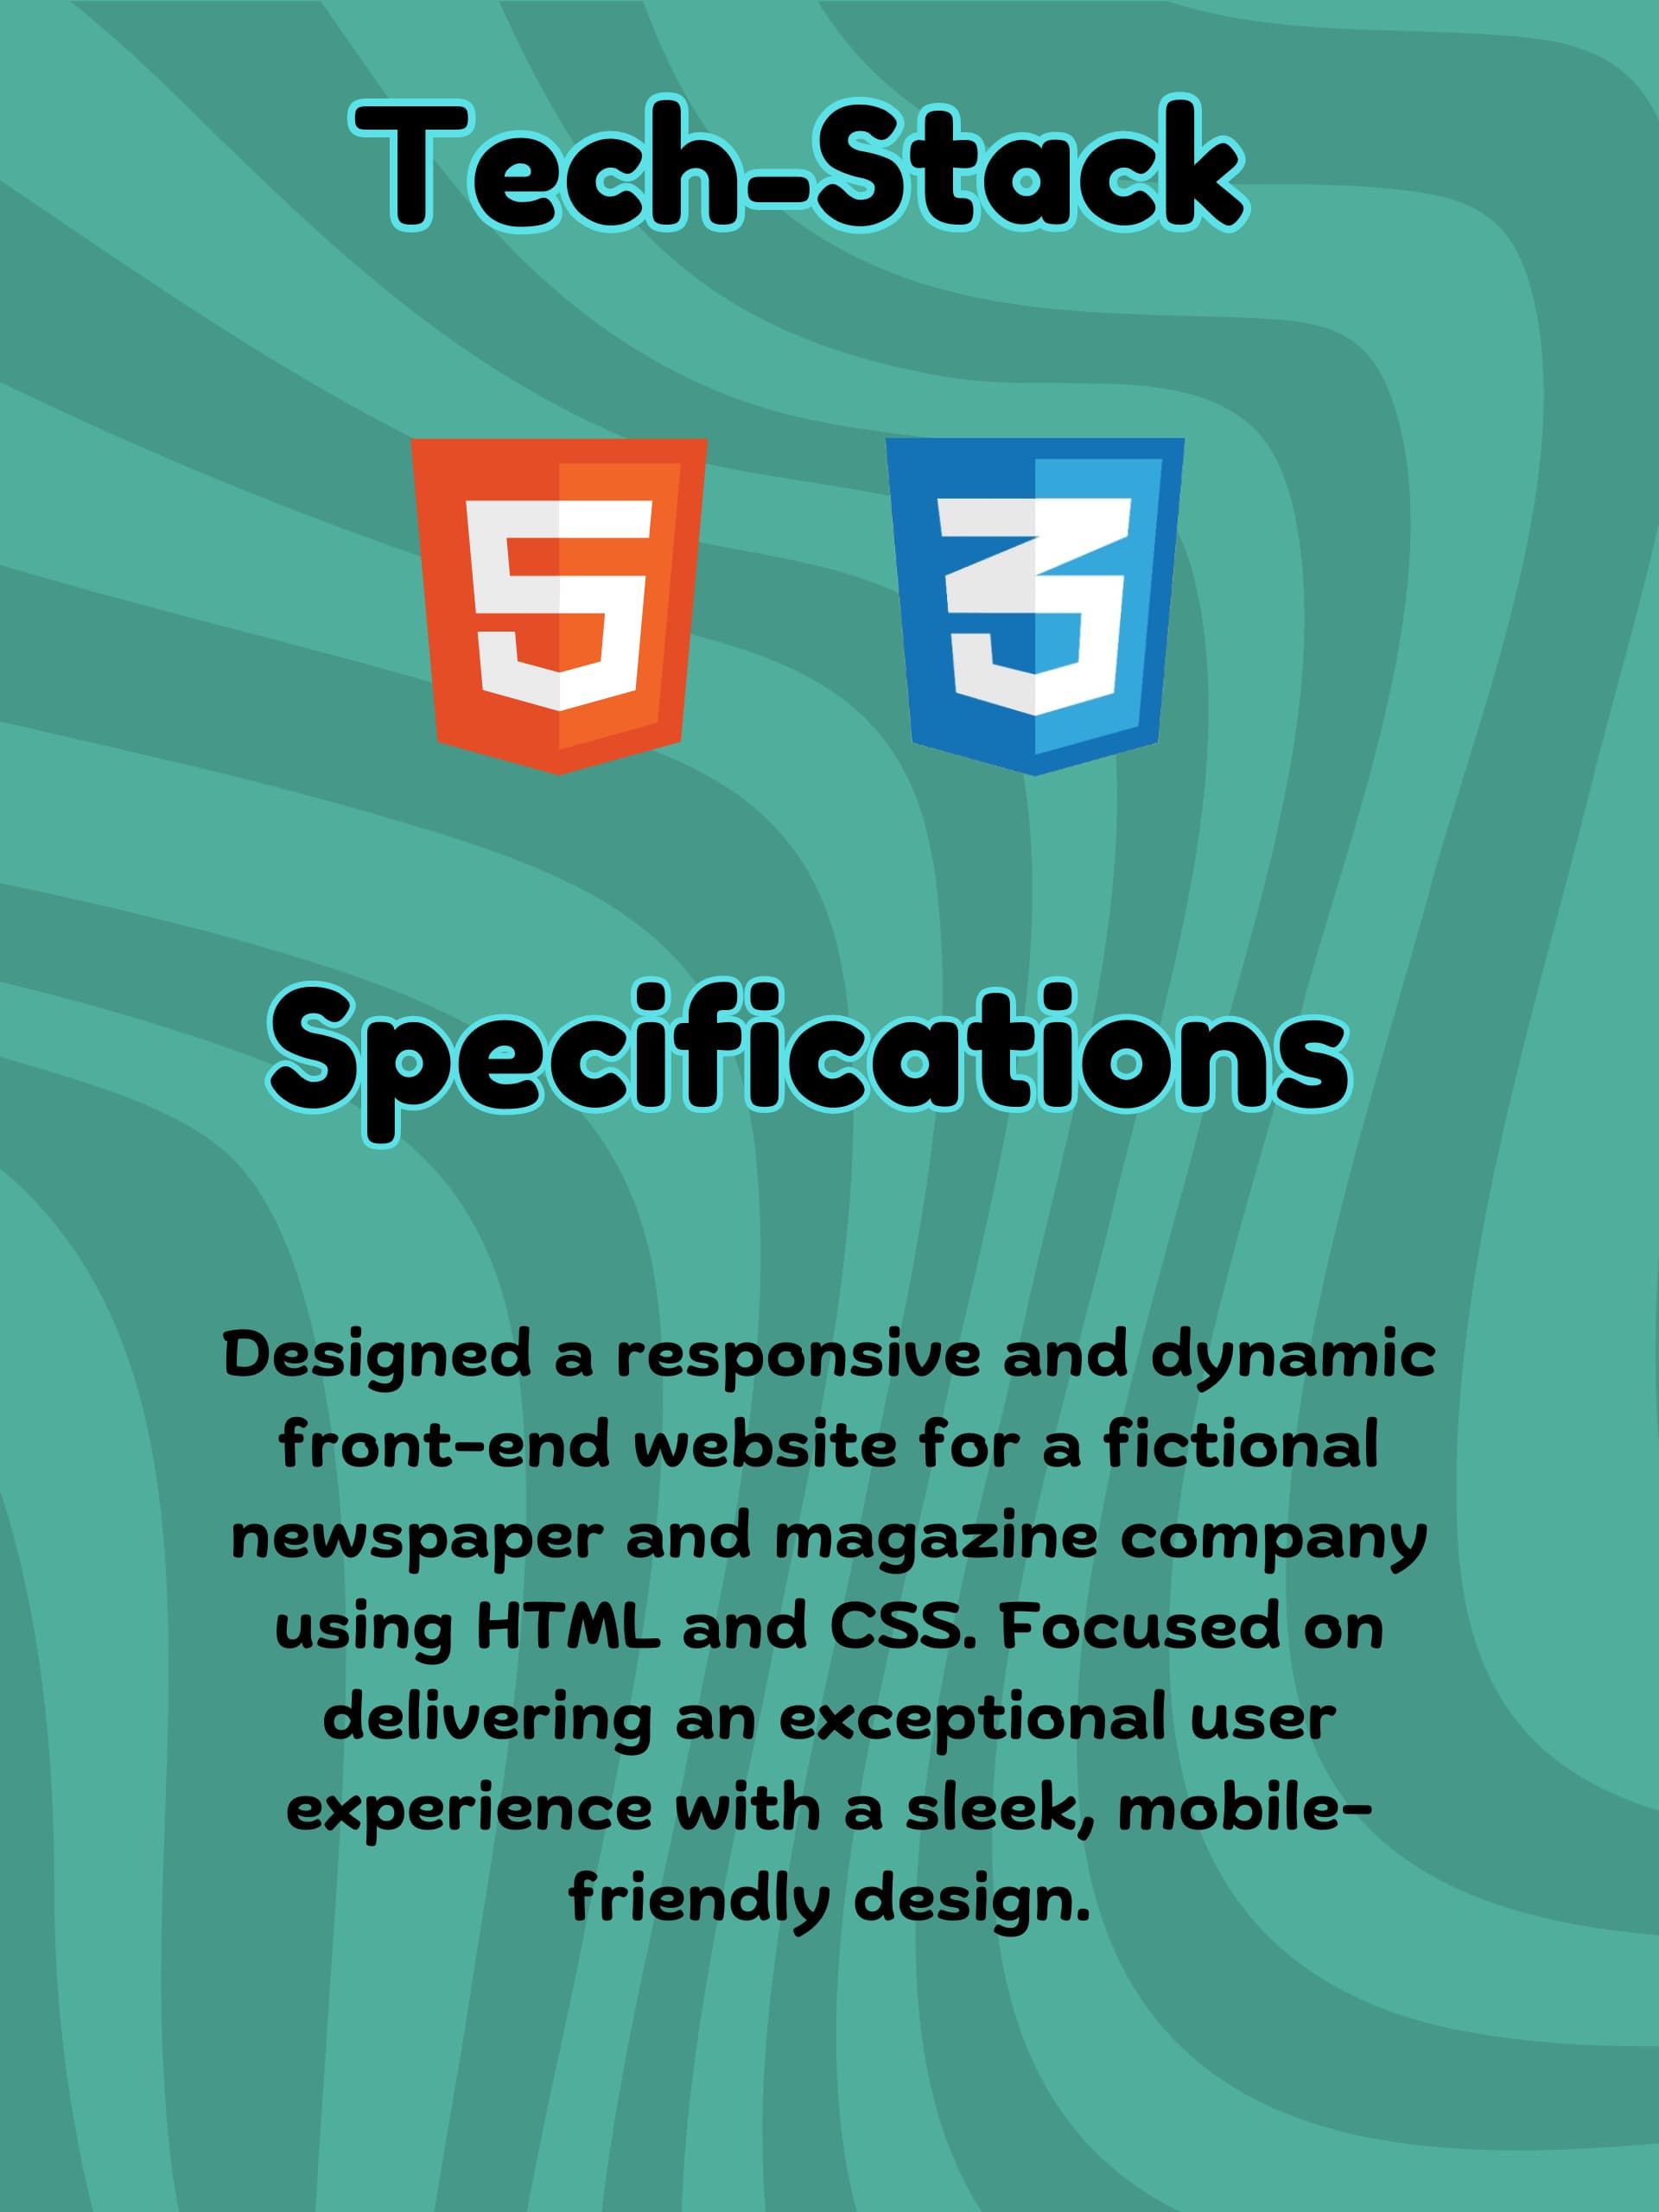 Tech-Stack
5 3
Specifications
Designed a responsive and dynamic
front-end website for a fictional
newspaper and magazine company
using HTML and CSS. Focused on
delivering an exceptional user
experience with a sleek, mobile-
friendly design.